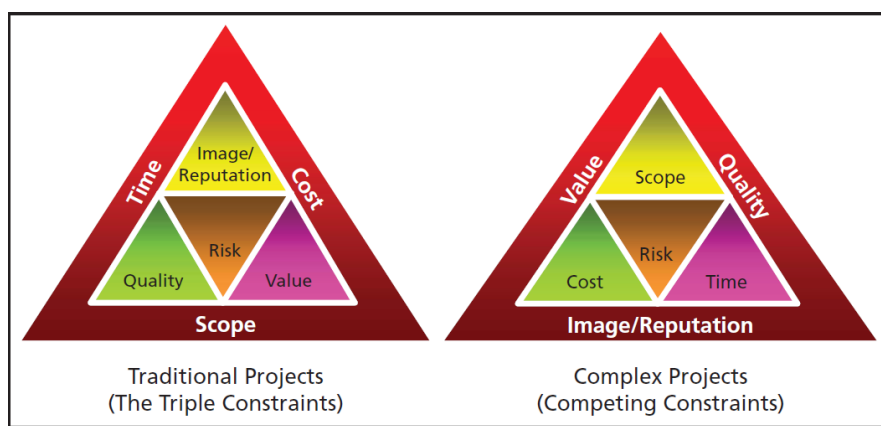 Time
Cost
Image/
Reputation
Risk
Quality
Value
Scope
Traditional Projects
(The Triple Constraints)
Value
Quality
Scope
Risk
Cost
Time
Image/Reputation
Complex Projects
(Competing Constraints)